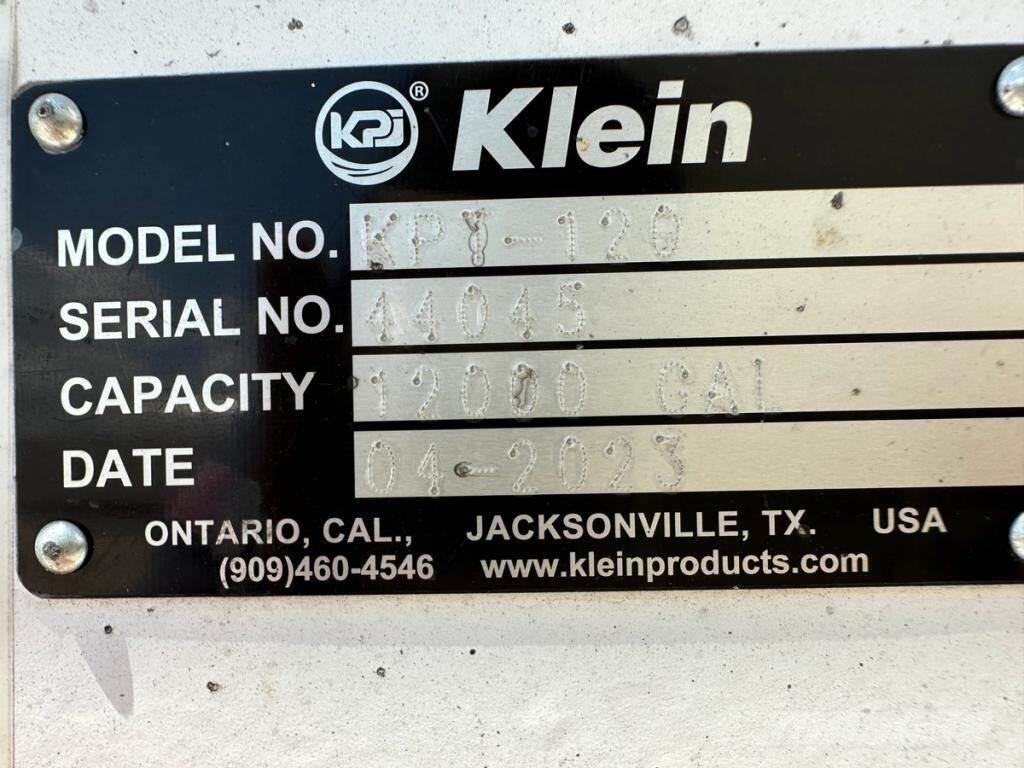 KPJ® Klein
MODEL NO. KPT-120
SERIAL NO. 44045
CAPACITY 12000 GAL
DATE 04-2023
ONTARIO, CAL., JACKSONVILLE, TX. USA
(909)460-4546 www.kleinproducts.com